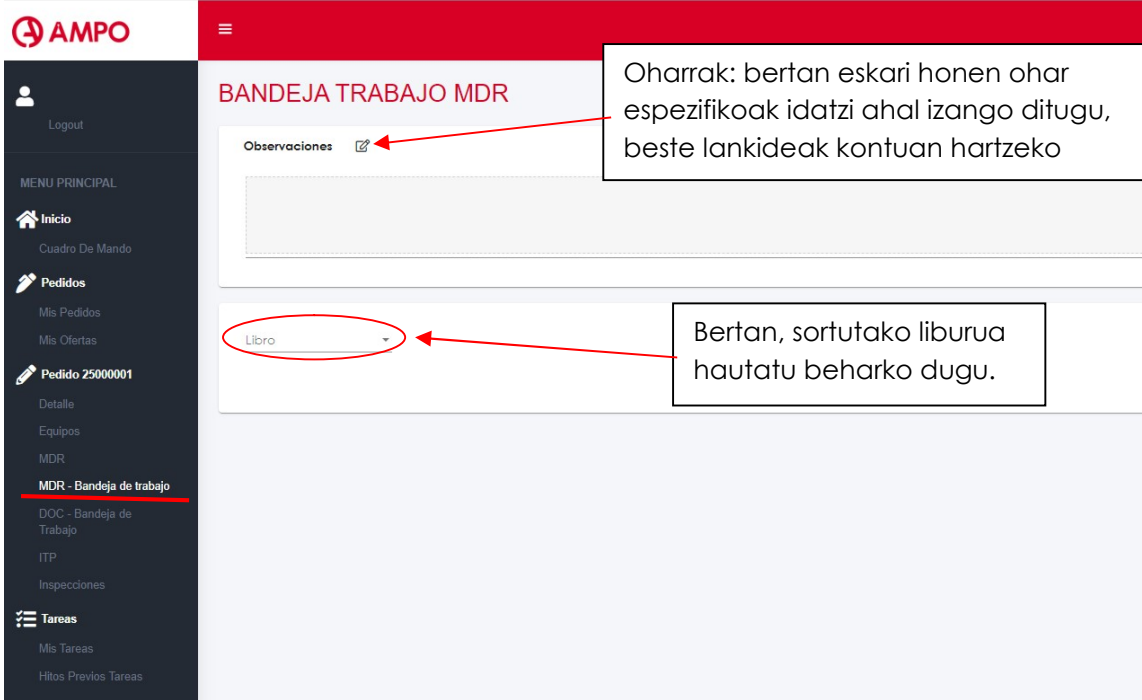 AMPO
Logout
MENU PRINCIPAL
Inicio
Cuadro De Mando
Pedidos
Mis Pedidos
Mis Ofertas
Pedido 25000001
Detalle
Equipos
MDR
MDR - Bandeja de trabajo
DOC - Bandeja de
Trabajo
ITP
Inspecciones
Tareas
Mis Tareas
Hitos Previos Tareas
BANDEJA TRABAJO MDR
Observaciones
Oharrak: bertan eskari honen ohar
espezifikoak idatzi ahal izango ditugu,
beste lankideak kontuan hartzeko
Libro
Bertan, sortutako liburua
hautatu beharko dugu.